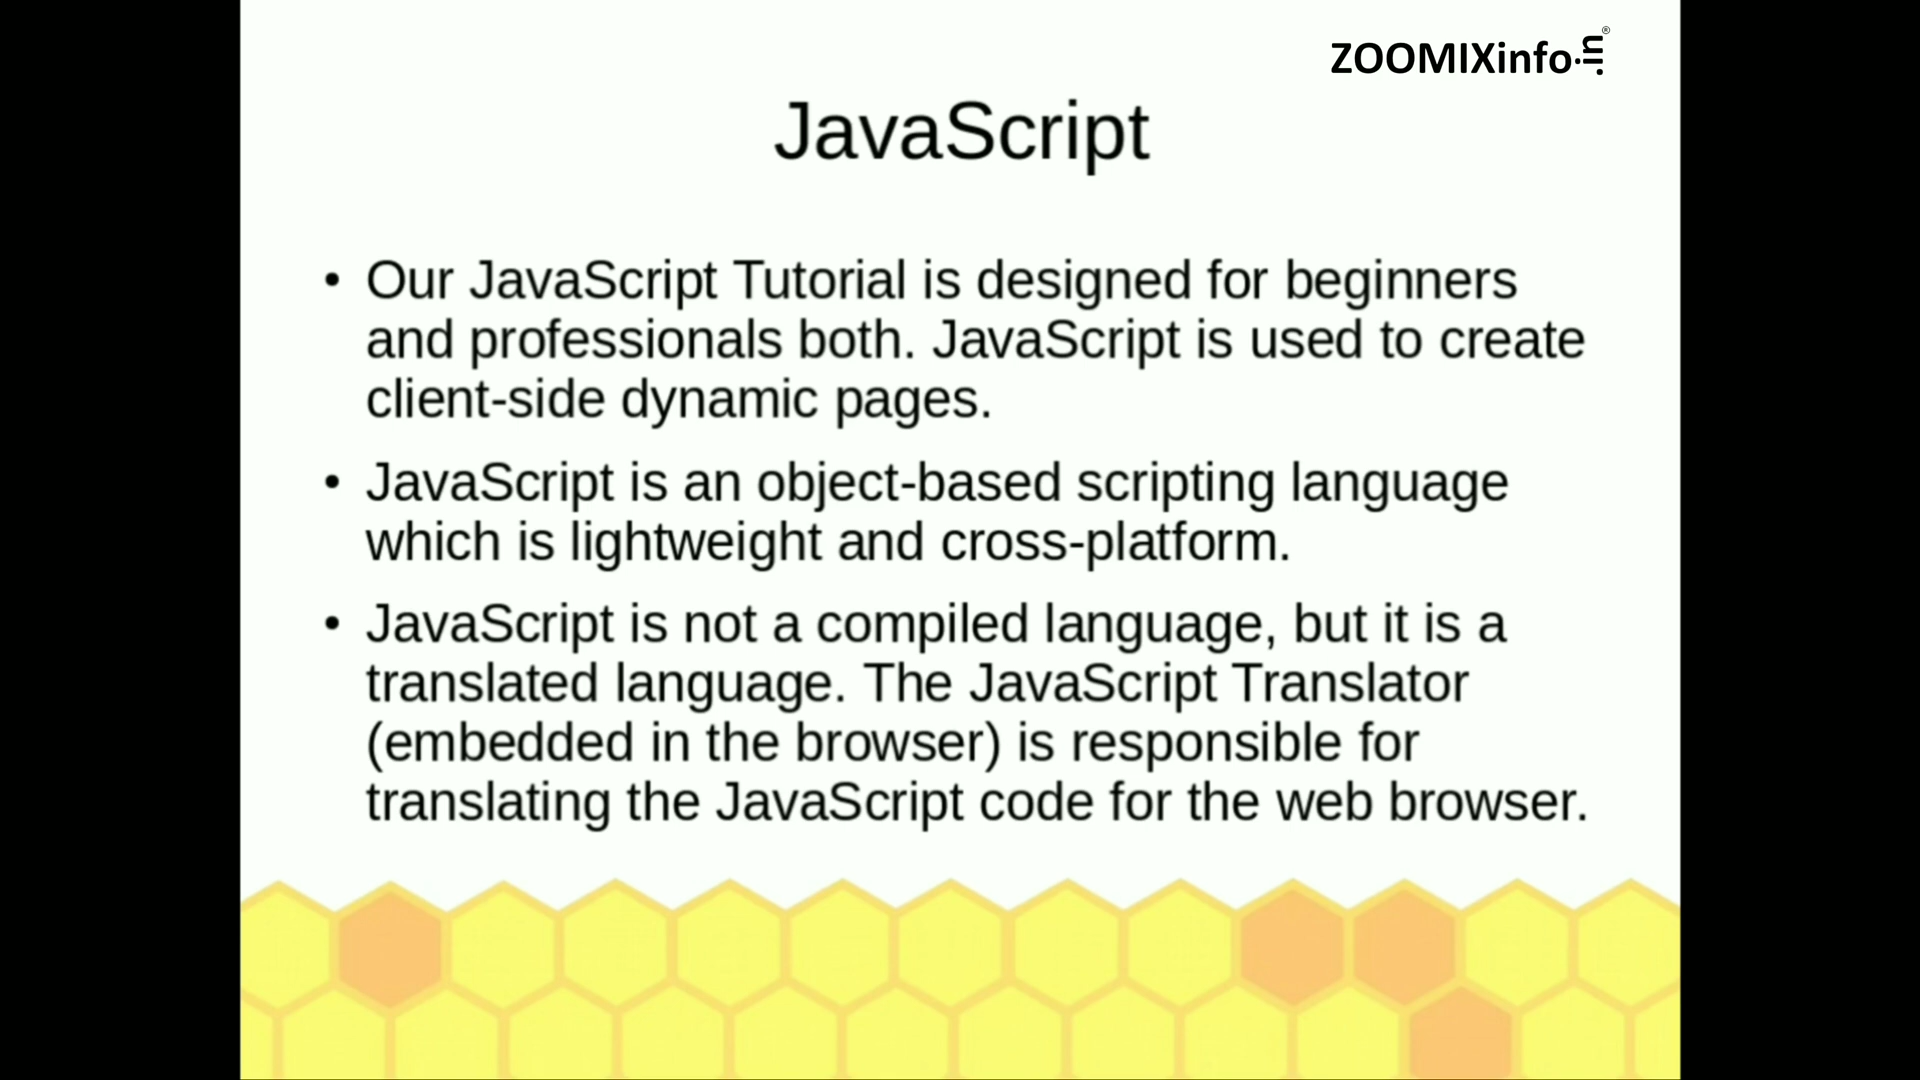 ZOOMIXinfo.in®
JavaScript
• Our JavaScript Tutorial is designed for beginners
and professionals both. JavaScript is used to create
client-side dynamic pages.
• JavaScript is an object-based scripting language
which is lightweight and cross-platform.
• JavaScript is not a compiled language, but it is a
translated language. The JavaScript Translator
(embedded in the browser) is responsible for
translating the JavaScript code for the web browser.